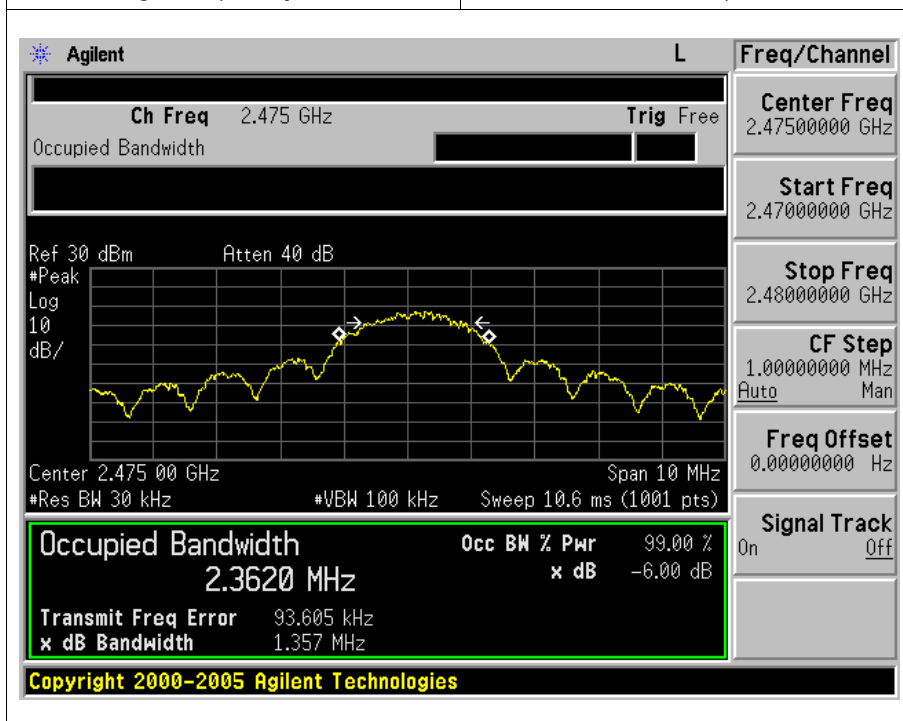 Agilent L
Freq/Channel
Ch Freq 2.475 GHz Trig Free
Occupied Bandwidth
Center Freq
2.47500000 GHz
Start Freq
2.47000000 GHz
Stop Freq
2.48000000 GHz
CF Step
1.00000000 MHz
Auto Man
Freq Offset
0.00000000 Hz
Signal Track
On Off
Ref 30 dBm Atten 40 dB
#Peak
Log
10
dB/
Center 2.475 00 GHz Span 10 MHz
#Res BW 30 kHz #VBW 100 kHz Sweep 10.6 ms (1001 pts)
Occupied Bandwidth
2.3620 MHz
Occ BW % Pwr 99.00 %
x dB -6.00 dB
Transmit Freq Error 93.605 kHz
x dB Bandwidth 1.357 MHz
Copyright 2000-2005 Agilent Technologies